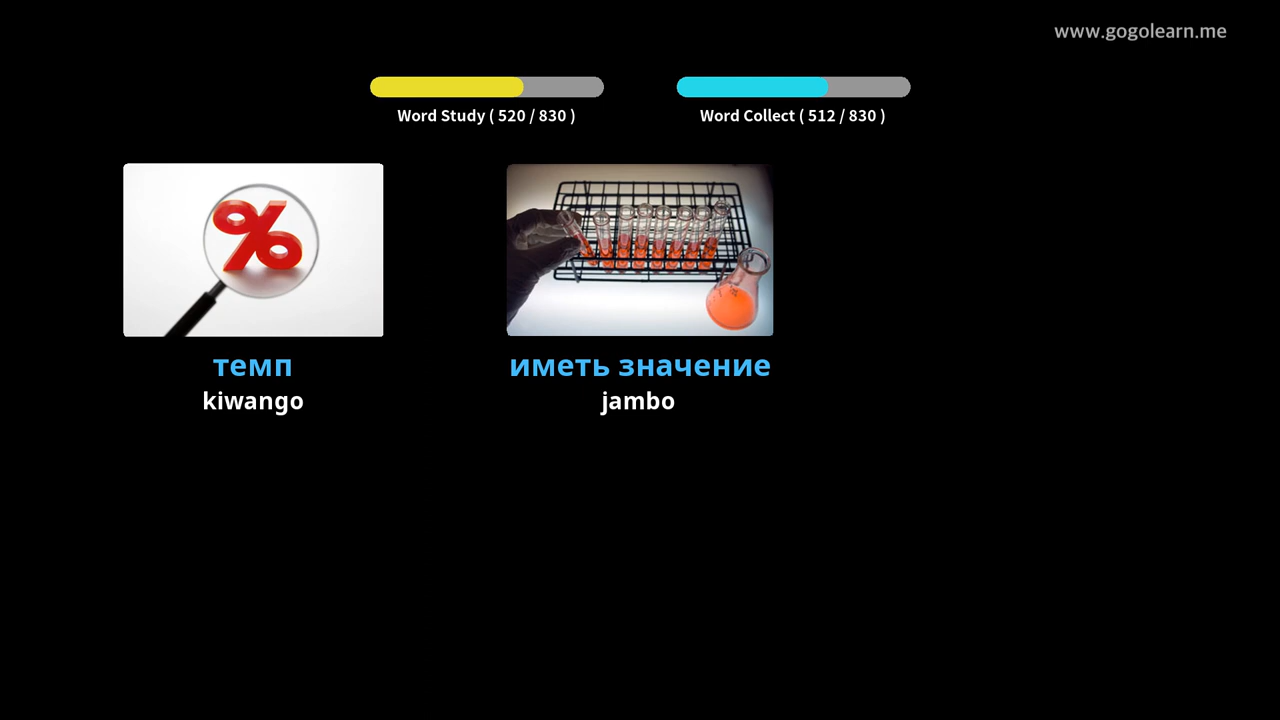 www.gogolearn.me
Word Study ( 520 / 830 )
Word Collect ( 512 / 830 )
%
темп
kiwango
иметь значение
jambo